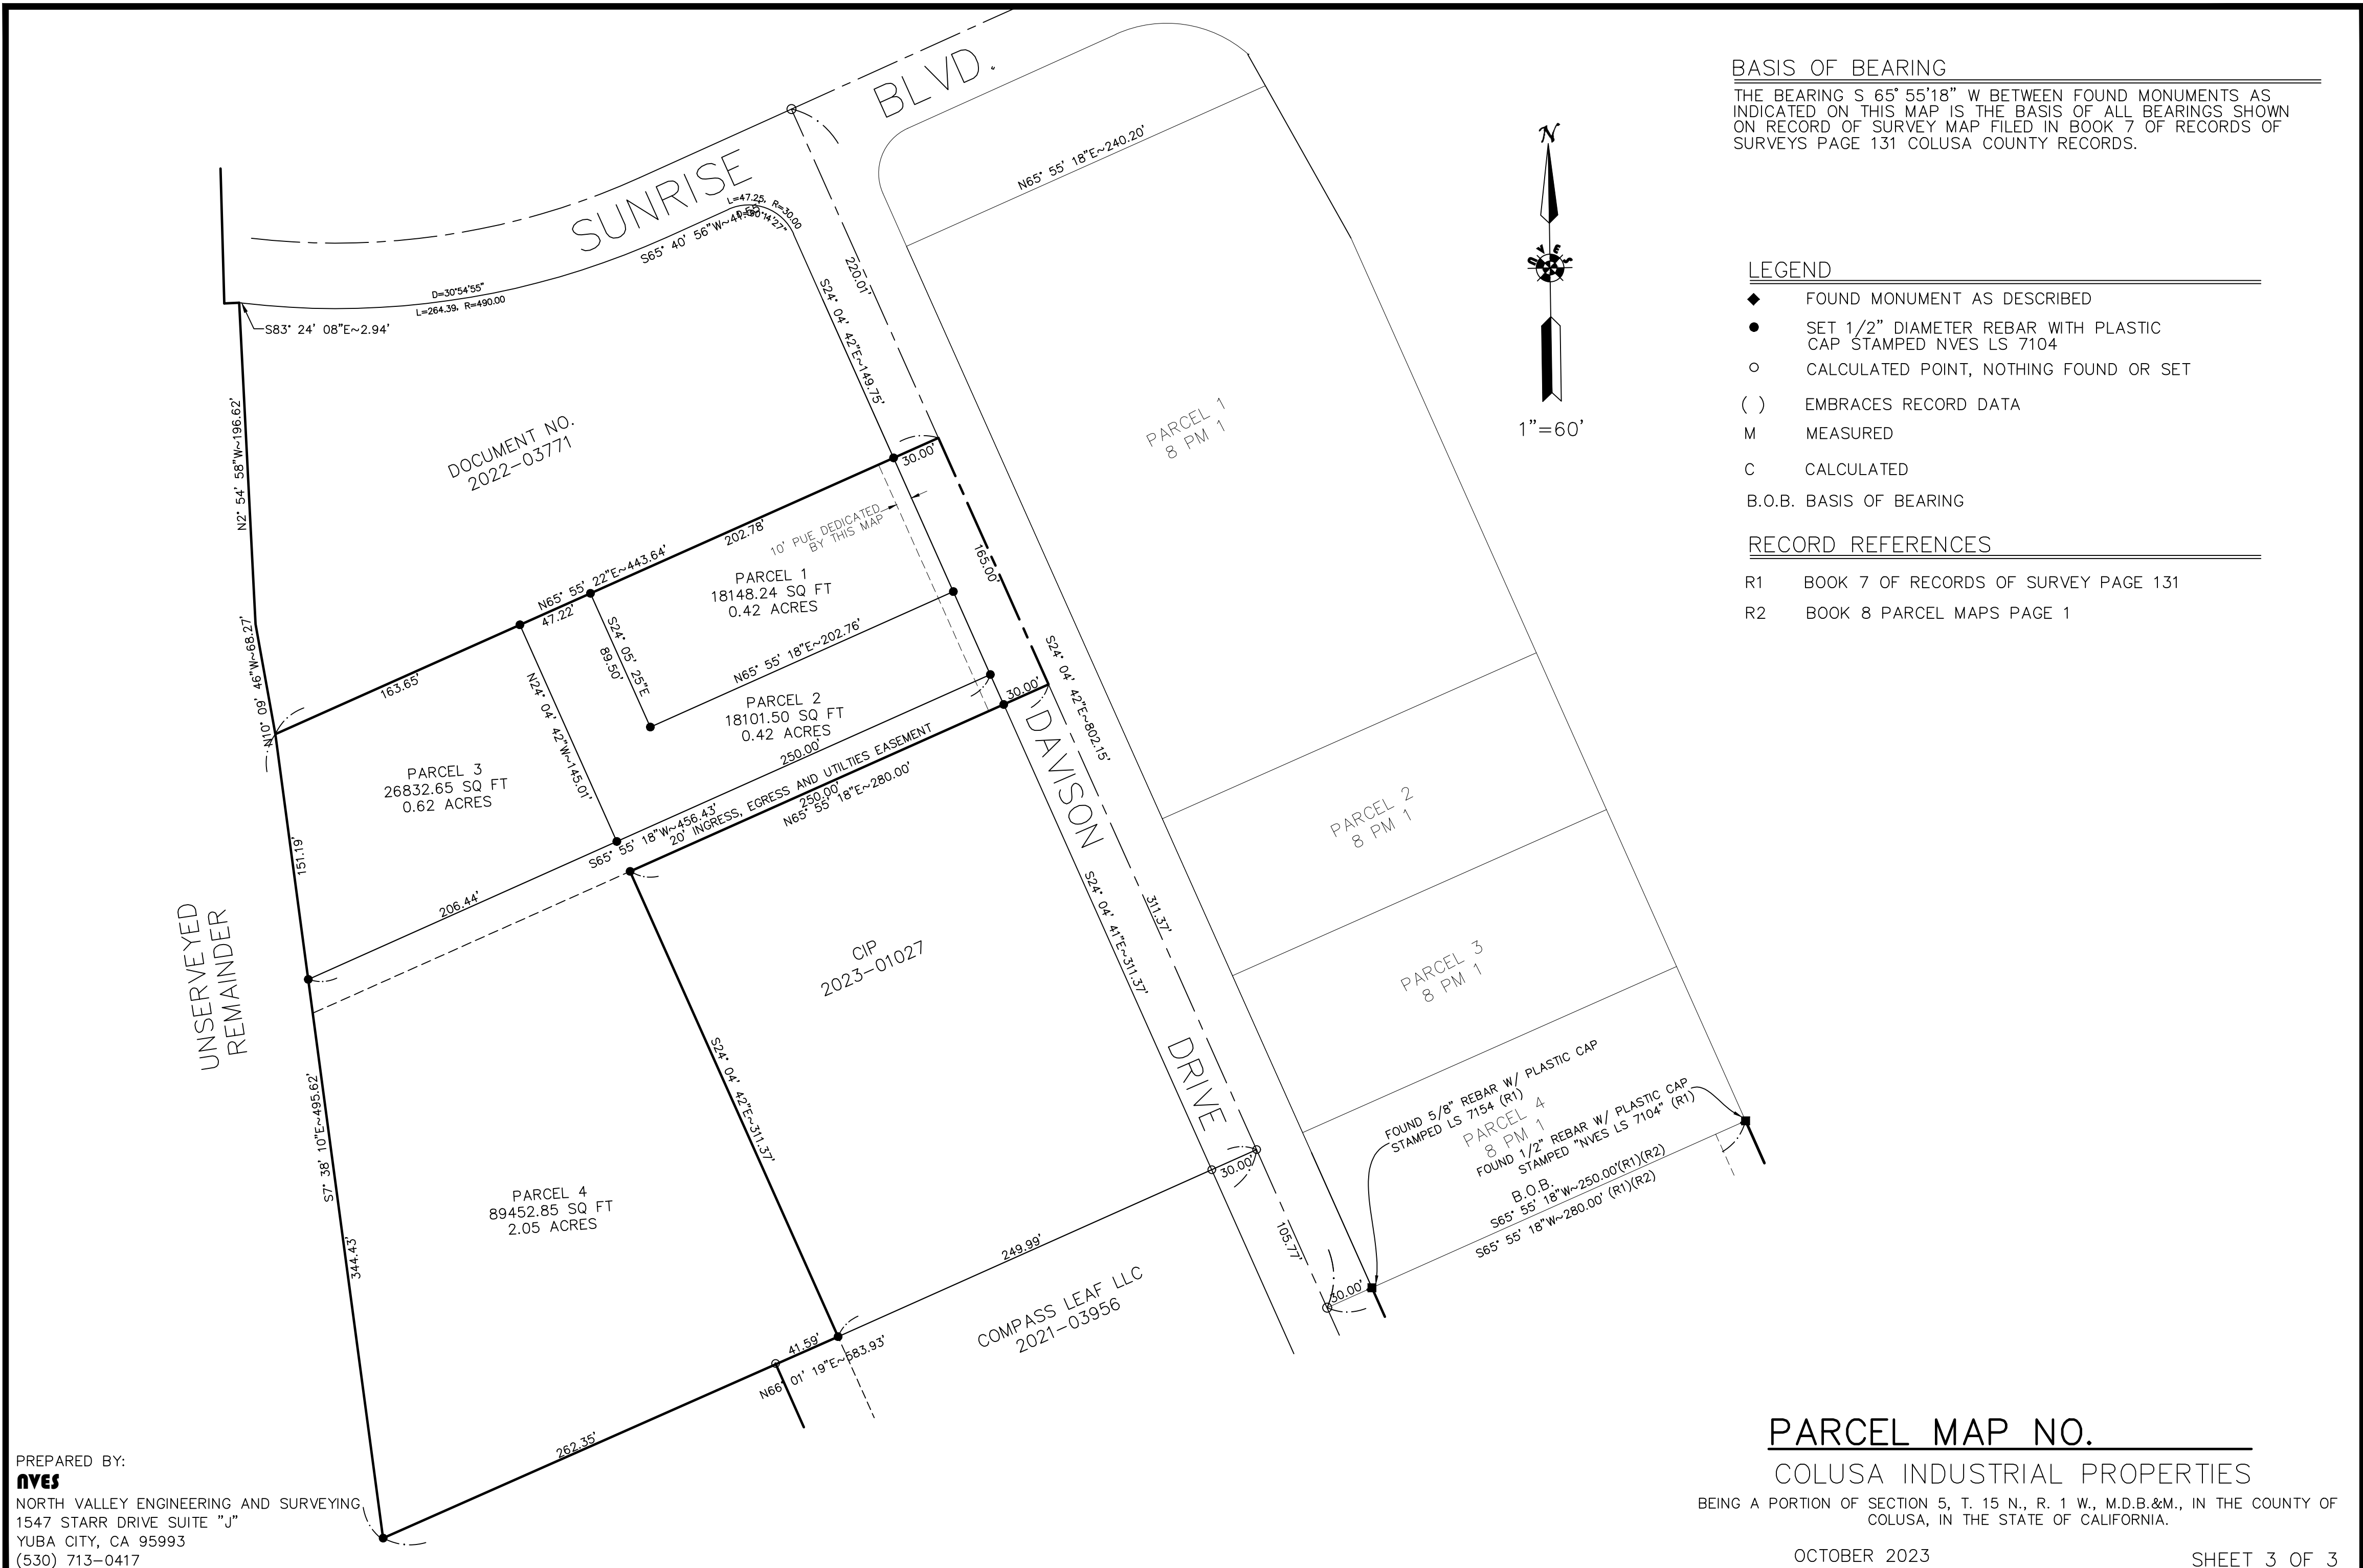 BLVD.
SUNRISE
BASIS OF BEARING
THE BEARING S 65° 55'18" W BETWEEN FOUND MONUMENTS AS
INDICATED ON THIS MAP IS THE BASIS OF ALL BEARINGS SHOWN
ON RECORD OF SURVEY MAP FILED IN BOOK 7 OF RECORDS OF
SURVEYS PAGE 131 COLUSA COUNTY RECORDS.
N
NVES
1"=60'
LEGEND
FOUND MONUMENT AS DESCRIBED
SET 1/2" DIAMETER REBAR WITH PLASTIC
CAP STAMPED NVES LS 7104
CALCULATED POINT, NOTHING FOUND OR SET
( ) EMBRACES RECORD DATA
M MEASURED
C CALCULATED
B.O.B. BASIS OF BEARING
RECORD REFERENCES
R1 BOOK 7 OF RECORDS OF SURVEY PAGE 131
R2 BOOK 8 PARCEL MAPS PAGE 1
N65° 55' 18"E~240.20'
L=47.25, R=30.00
S65° 40' 56"W~
D=30°54'55"
L=264.39, R=490.00
S83° 24' 08"E~2.94'
220.01'
S24° 04' 42"E~149.75'
N2° 54' 58"W~196.62'
DOCUMENT NO.
2022-03771
PARCEL 1
8 PM 1
30.00'
202.78'
10' PUE DEDICATED
BY THIS MAP
165.00'
N65° 55' 22"E~443.64'
47.22'
PARCEL 1
18148.24 SQ FT
0.42 ACRES
S24° 05' 25"E
89.50'
N65° 55' 18"E~202.76'
N10° 09' 46"W~68.27'
163.65'
N24° 04' 42"W~145.01'
PARCEL 2
18101.50 SQ FT
0.42 ACRES
30.00'
S24° 04' 42"E~802.15'
250.00'
20' INGRESS, EGRESS AND UTILTIES EASEMENT
250.00'
N65° 55' 18"E~280.00'
S65° 55' 18"W~456.43'
PARCEL 3
26832.65 SQ FT
0.62 ACRES
151.19'
206.44'
DAVISON
DRIVE
PARCEL 2
8 PM 1
UNSERVEYED
REMAINDER
CIP
2023-01027
S24° 04' 41"E~311.37'
311.37'
PARCEL 3
8 PM 1
S24° 04' 42"E~311.37'
S7° 38' 10"E~495.62'
344.43'
PARCEL 4
89452.85 SQ FT
2.05 ACRES
FOUND 5/8" REBAR W/ PLASTIC CAP
STAMPED LS 7154 (R1)
PARCEL 4
8 PM 1
FOUND 1/2" REBAR W/ PLASTIC CAP
STAMPED "NVES LS 7104" (R1)
B.O.B.
S65° 55' 18"W~250.00'(R1)(R2)
S65° 55' 18"W~280.00' (R1)(R2)
30.00'
105.77'
30.00'
249.99'
COMPASS LEAF LLC
2021-03956
41.59'
N66° 01' 19"E~583.93'
262.35'
PREPARED BY:
NVES
NORTH VALLEY ENGINEERING AND SURVEYING
1547 STARR DRIVE SUITE "J"
YUBA CITY, CA 95993
(530) 713-0417
PARCEL MAP NO.
COLUSA INDUSTRIAL PROPERTIES
BEING A PORTION OF SECTION 5, T. 15 N., R. 1 W., M.D.B.&M., IN THE COUNTY OF
COLUSA, IN THE STATE OF CALIFORNIA.
OCTOBER 2023
SHEET 3 OF 3